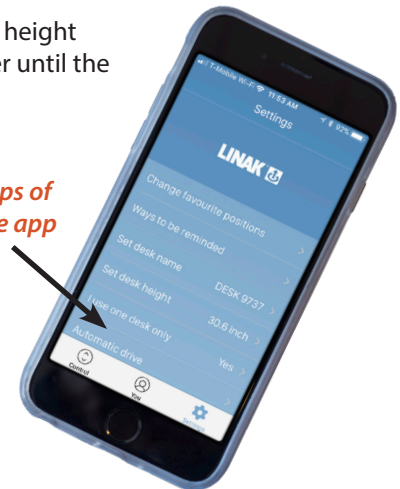 height
er until the
ps of
e app
T-Mobile Wi-Fi 11:53 AM 92%
Settings
LINAK
Change favourite positions
Ways to be reminded
Set desk name DESK 9737
Set desk height 30.6 inch
I use one desk only Yes
Automatic drive
Control
You
Settings